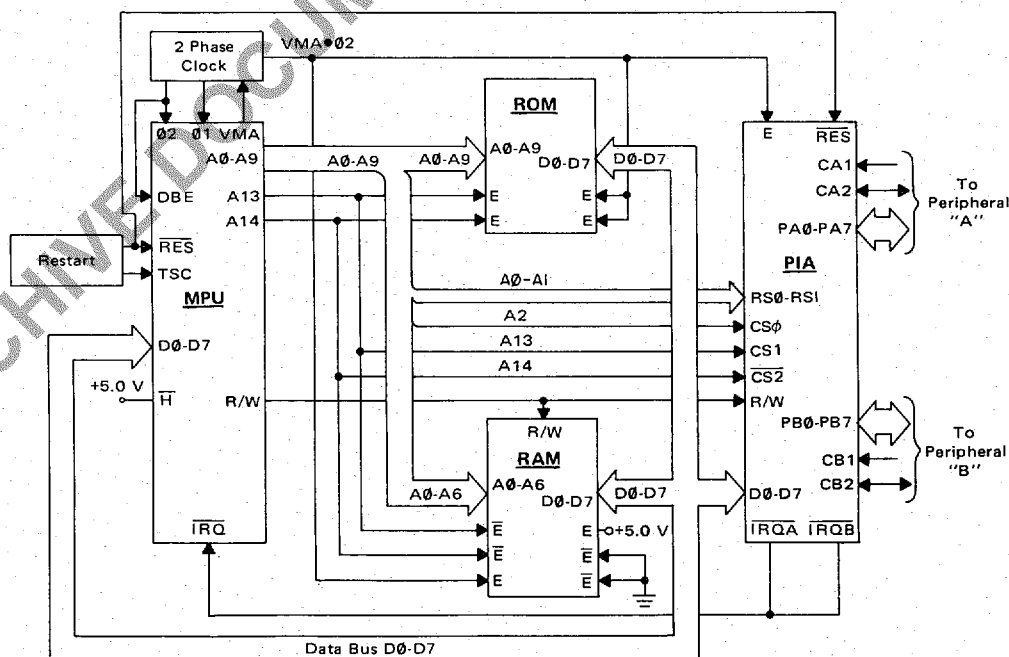 CHIVE DOCUM
2 Phase
Clock
VMA•Ø2
Ø2 Ø1 VMA
A0-A9
A13
A14
DBE
RES
TSC
MPU
D0-D7
H
R/W
IRQ
Restart
+5.0 V
A0-A9
A0-A9
ROM
A0-A9
D0-D7
E
E
E
E
D0-D7
A0-A1
A2
A13
A14
R/W
RAM
A0-A6
D0-D7
E
E
E
E
E
E
A0-A6
D0-D7
+5.0 V
E
RES
CA1
CA2
PA0-PA7
PIA
RS0-RS1
CSφ
CS1
CS2
R/W
PB0-PB7
CB1
CB2
D0-D7
IRQA IRQB
To
Peripheral
"A"
To
Peripheral
"B"
Data Bus D0-D7